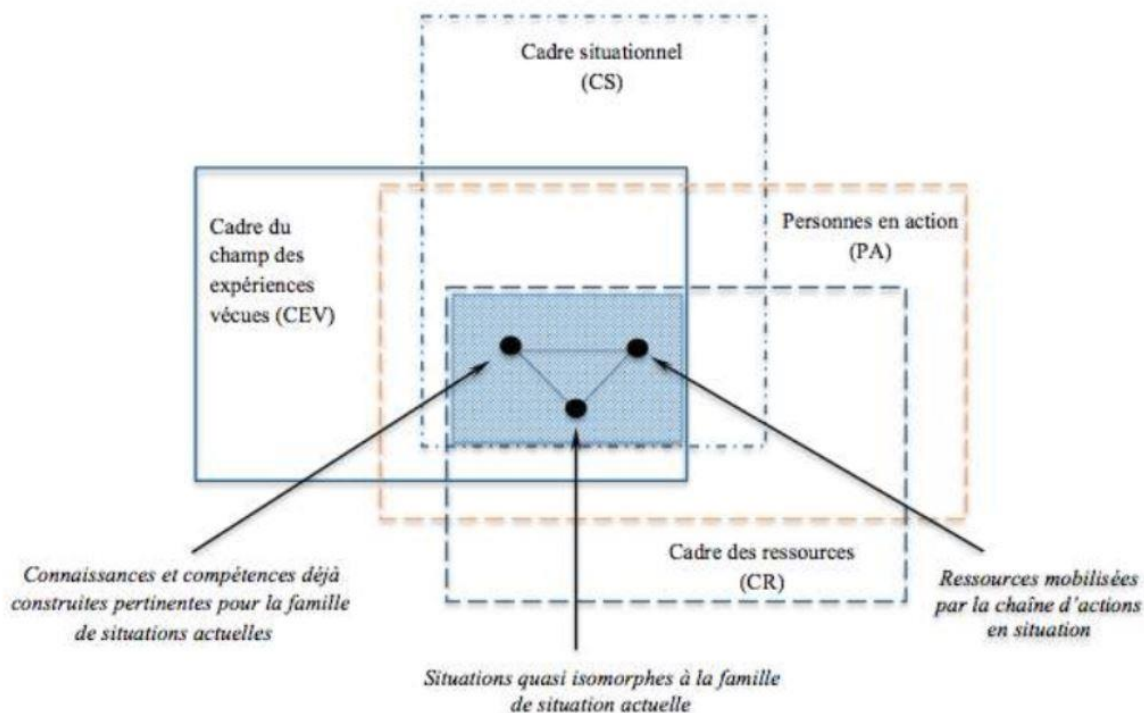 Cadre situationnel
(CS)
Cadre du
champ des
expériences
vécues (CEV)
Personnes en action
(PA)
Cadre des ressources
(CR)
Connaissances et compétences déjà
construites pertinentes pour la famille
de situations actuelles
Ressources mobilisées
par la chaîne d'actions
en situation
Situations quasi isomorphes à la famille
de situation actuelle